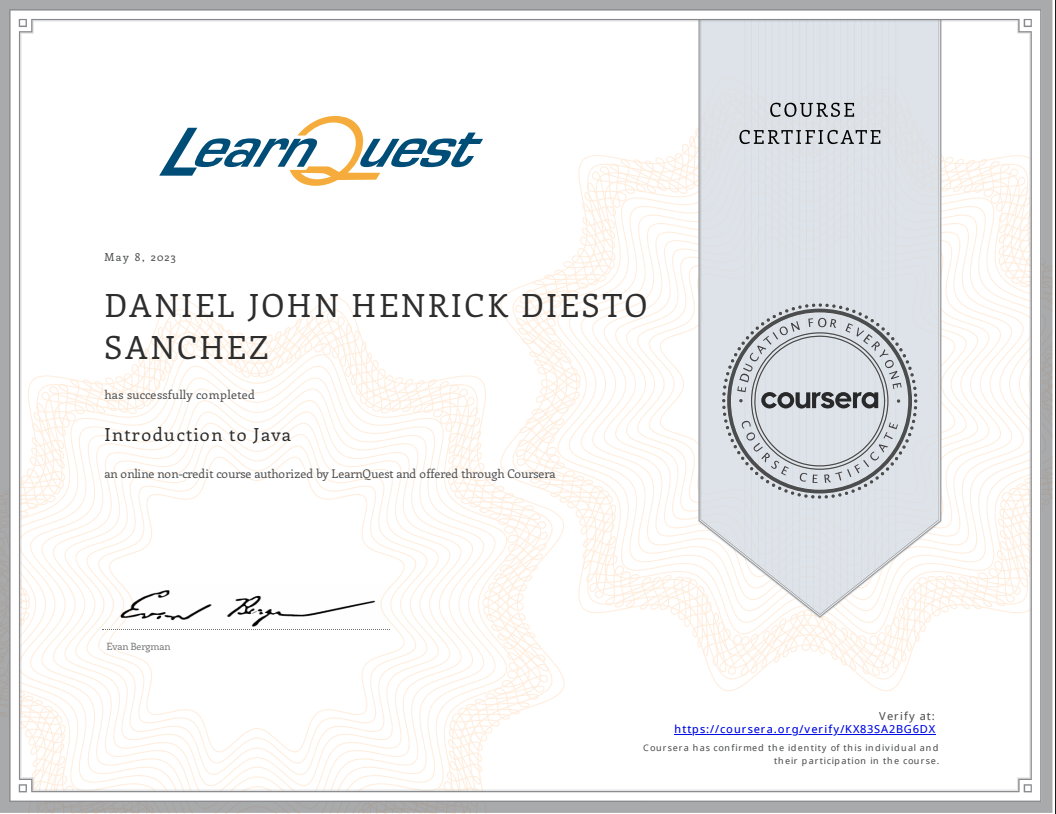 LearnQuest
COURSE
CERTIFICATE
May 8, 2023
DANIEL JOHN HENRICK DIESTO
SANCHEZ
has successfully completed
Introduction to Java
an online non-credit course authorized by LearnQuest and offered through Coursera
EDUCATION FOR EVERYONE
coursera
COURSE CERTIFICATE
Evan Bergman
Evan Bergman
Verify at:
https://coursera.org/verify/KX83SA2BG6DX
Coursera has confirmed the identity of this individual and
their participation in the course.